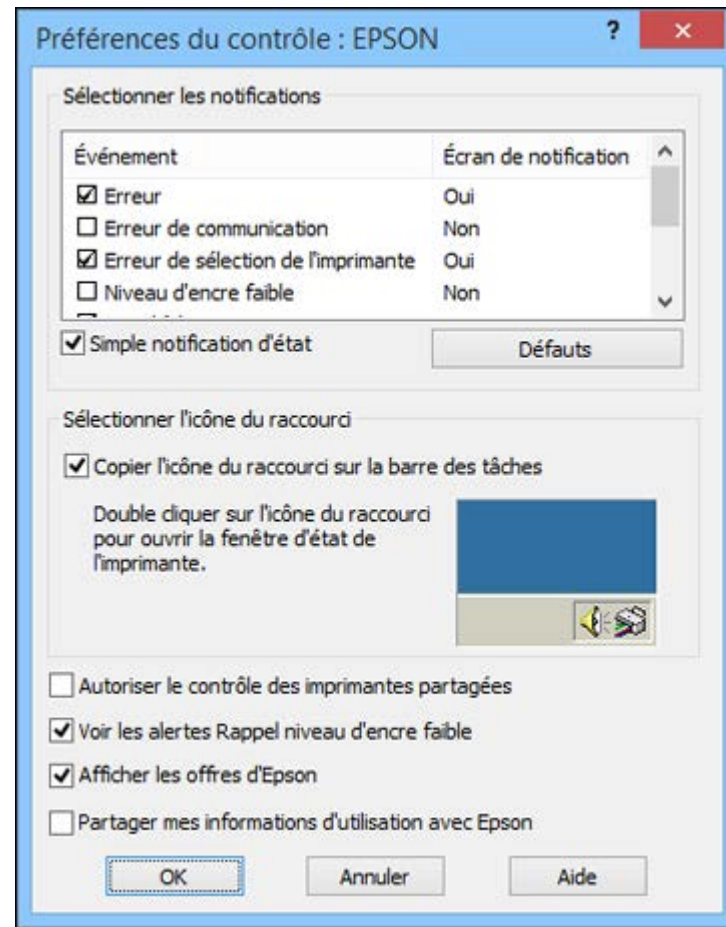 Préférences du contrôle : EPSON
?
Sélectionner les notifications
Événement Écran de notification
Erreur Oui
Erreur de communication Non
Erreur de sélection de l'imprimante Oui
Niveau d'encre faible Non
Simple notification d'état
Défauts
Sélectionner l'icône du raccourci
Copier l'icône du raccourci sur la barre des tâches
Double cliquer sur l'icône du raccourci
pour ouvrir la fenêtre d'état de
l'imprimante.
Autoriser le contrôle des imprimantes partagées
Voir les alertes Rappel niveau d'encre faible
Afficher les offres d'Epson
Partager mes informations d'utilisation avec Epson
OK Annuler Aide